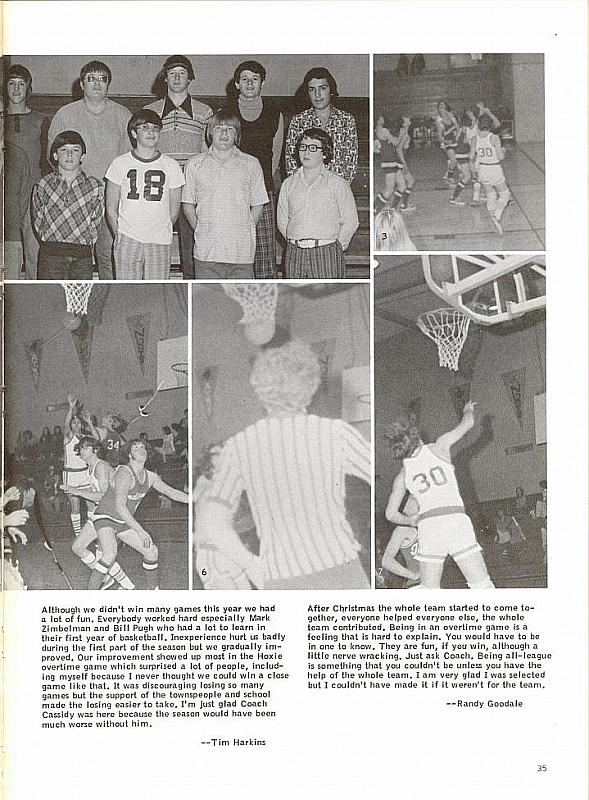 18
30
3
34
6
30
7
Although we didn't win many games this year we had
a lot of fun. Everybody worked hard especially Mark
Zimbelman and Bill Pugh who had a lot to learn in
their first year of basketball. Inexperience hurt us badly
during the first part of the season but we gradually im-
proved. Our improvement showed up most in the Hoxie
overtime game which surprised a lot of people, includ-
ing myself because I never thought we could win a close
game like that. It was discouraging losing so many
games but the support of the townspeople and school
made the losing easier to take. I'm just glad Coach
Cassidy was here because the season would have been
much worse without him.
--Tim Harkins
After Christmas the whole team started to come to-
gether, everyone helped everyone else, the whole
team contributed. Being in an overtime game is a
feeling that is hard to explain. You would have to be
in one to know. They are fun, if you win, although a
little nerve wracking. Just ask Coach. Being all-league
is something that you couldn't be unless you have the
help of the whole team. I am very glad I was selected
but I couldn't have made it if it weren't for the team.
--Randy Goodale
35